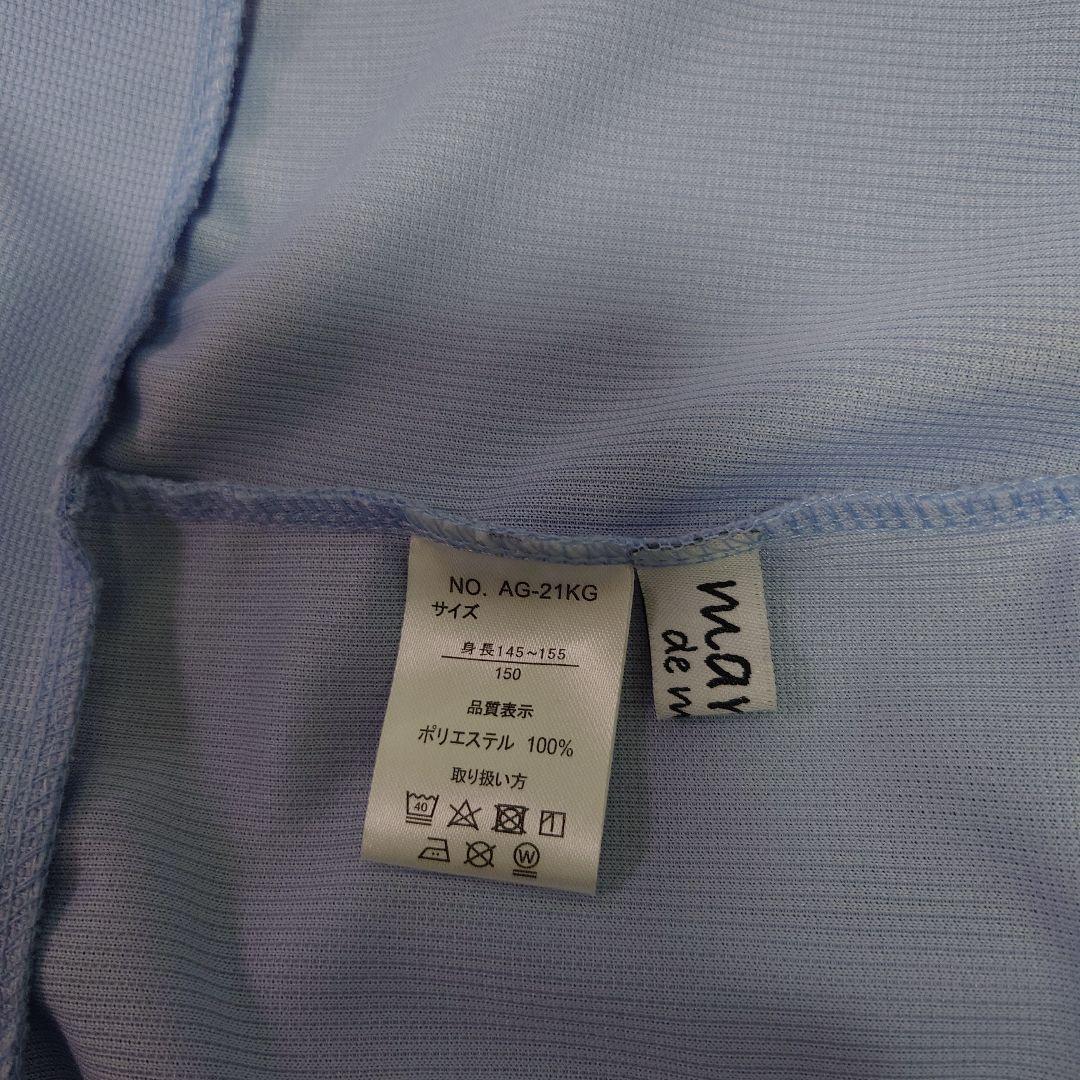 NO. AG-21KG
サイズ
身長145~155
150
品質表示
ポリエステル 100%
取り扱い方
40
W
mar
de m